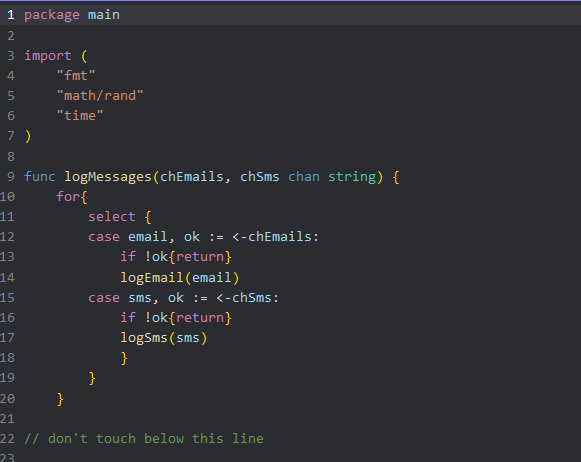 1 package main
2
3 import (
4     "fmt"
5     "math/rand"
6     "time"
7 )
8
9 func logMessages(chEmails, chSms chan string) {
10     for{
11         select {
12         case email, ok := <-chEmails:
13             if !ok{return}
14             logEmail(email)
15         case sms, ok := <-chSms:
16             if !ok{return}
17             logSms(sms)
18             }
19         }
20     }
21
22 // don't touch below this line
23